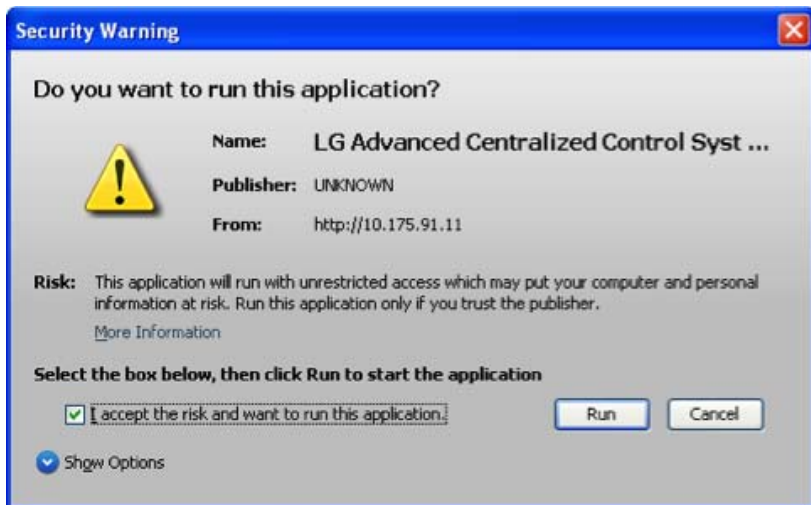 Security Warning
Do you want to run this application?
Name: LG Advanced Centralized Control Syst ...
Publisher: UNKNOWN
From: http://10.175.91.11
Risk: This application will run with unrestricted access which may put your computer and personal
information at risk. Run this application only if you trust the publisher.
More Information
Select the box below, then click Run to start the application
I accept the risk and want to run this application.
Run Cancel
Show Options